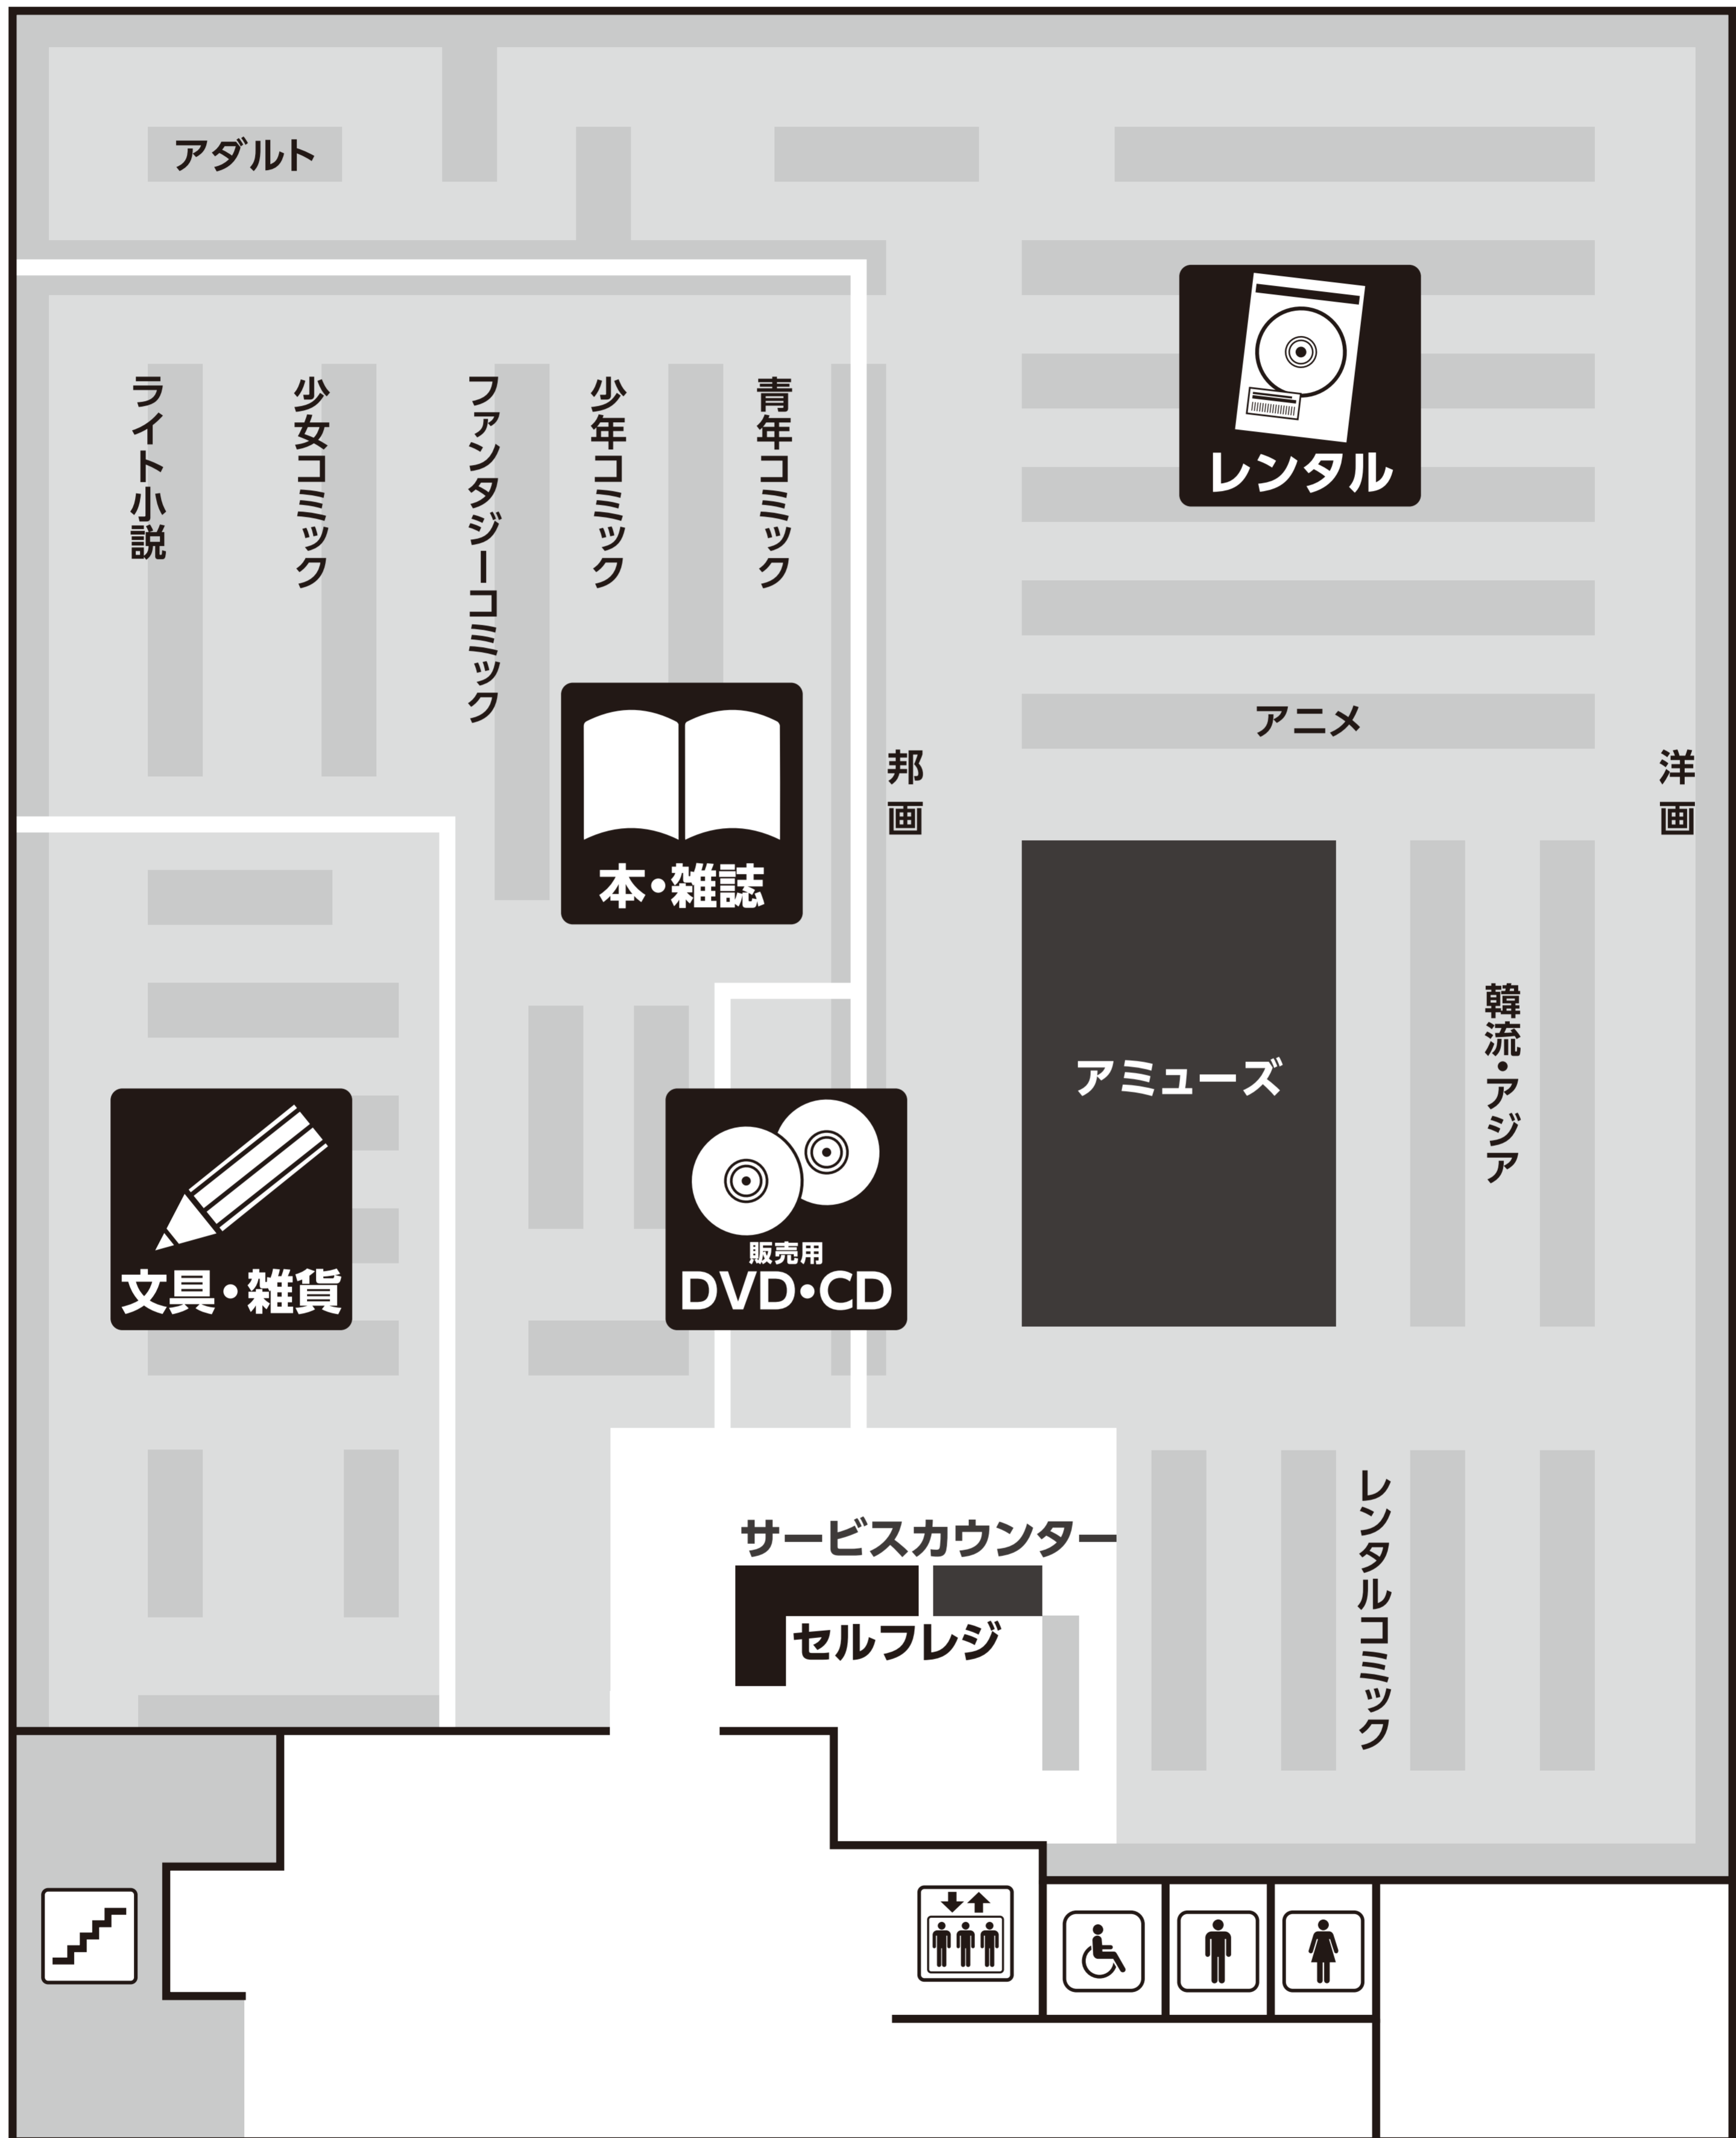 アダルト
レンタル
ライト小説
少女コミック
ファンタジーコミック
少年コミック
青年コミック
アニメ
邦画
洋画
本・雑誌
アミューズ
韓流・アジア
文具・雑貨
販売用
DVD・CD
レンタルコミック
サービスカウンター
セルフレジ